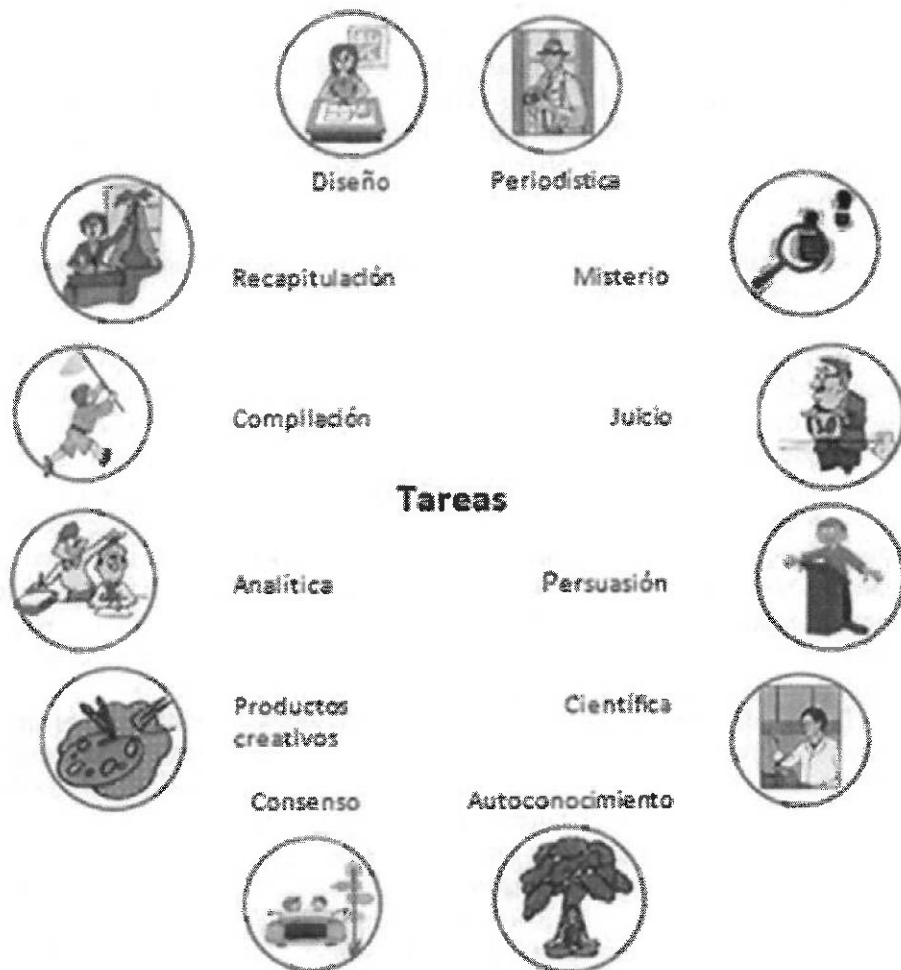 Diseño
Periodística
Recapitulación
Misterio
Compilación
Juicio
Tareas
Analítica
Persuasión
Productos
creativos
Científica
Consenso
Autoconocimiento